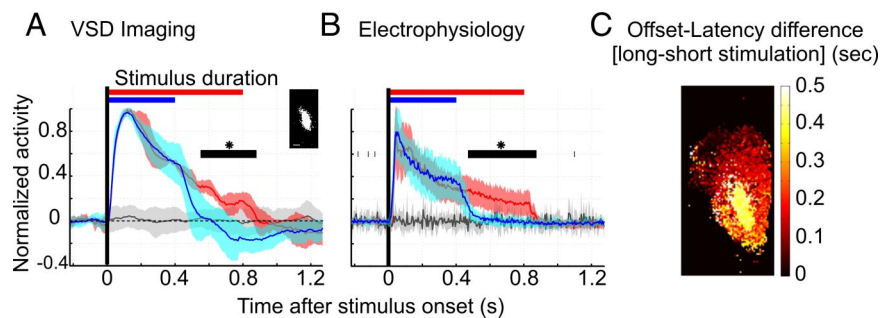 A VSD Imaging
B Electrophysiology
C Offset-Latency difference
[long-short stimulation] (sec)
Stimulus duration
*
*
Normalized activity
0.8
0.4
0
-0.4
0 0.4 0.8 1.2
0 0.4 0.8 1.2
Time after stimulus onset (s)
0.5
0.4
0.3
0.2
0.1
0